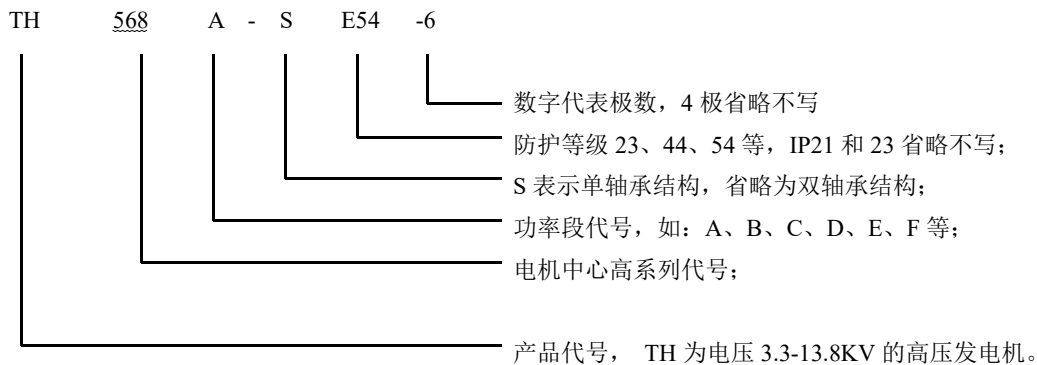 TH 568 A - S E54 -6
数字代表极数，4 极省略不写
防护等级 23、44、54 等，IP21 和 23 省略不写；
S 表示单轴承结构，省略为双轴承结构；
功率段代号，如：A、B、C、D、E、F 等；
电机中心高系列代号；
产品代号， TH 为电压 3.3-13.8KV 的高压发电机。